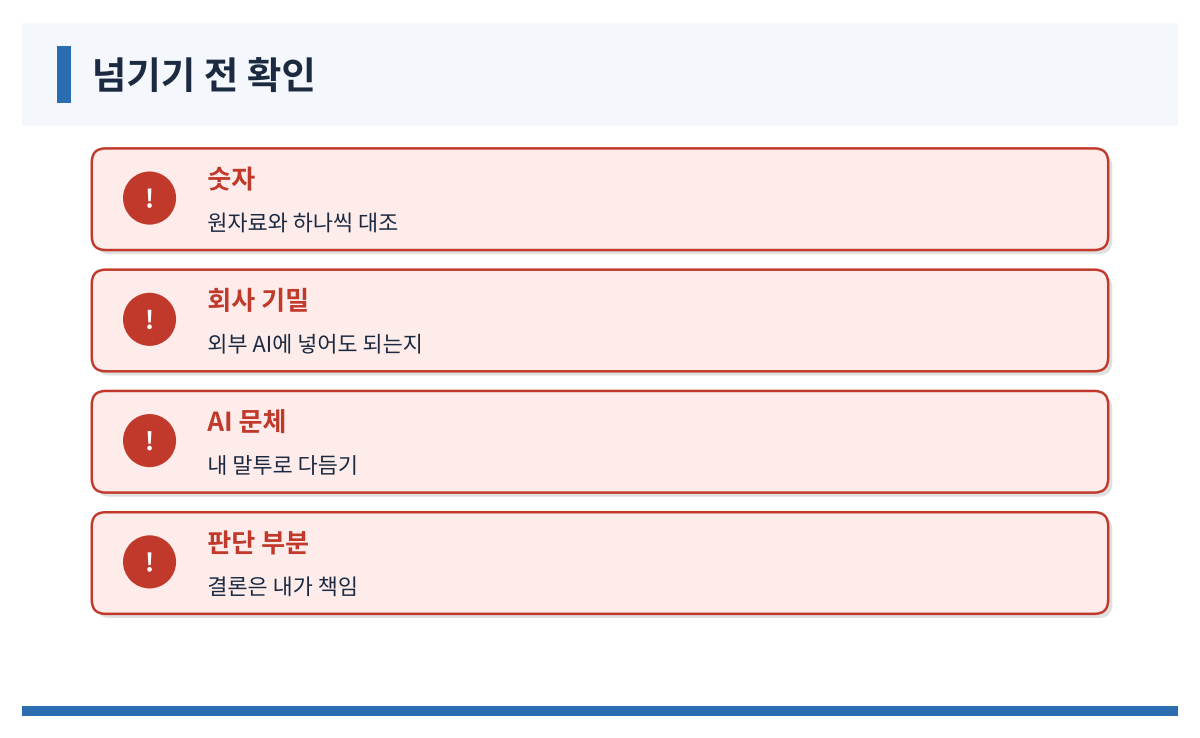 넘기기 전 확인
!
숫자
원자료와 하나씩 대조
!
회사 기밀
외부 AI에 넣어도 되는지
!
AI 문체
내 말투로 다듬기
!
판단 부분
결론은 내가 책임